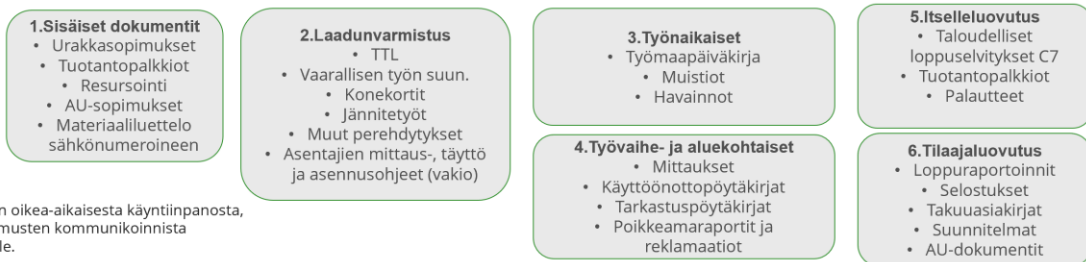 1.Sisäiset dokumentit
• Urakkasopimukset
• Tuotantopalkkiot
• Resursointi
• AU-sopimukset
• Materiaaliluettelo
sähkönumeroineen
2.Laadunvarmistus
• TTL
• Vaarallisen työn suun.
• Konekortit
• Jännitetyöt
• Muut perehdytykset
• Asentajien mittaus-, täyttö
ja asennusohjeet (vakio)
3.Työnaikaiset
• Työmaapäiväkirja
• Muistiot
• Havainnot
4.Työvaihe- ja aluekohtaiset
• Mittaukset
• Käyttöönottopöytäkirjat
• Tarkastuspöytäkirjat
• Poikkeamaraportit ja
reklamaatiot
5.Itselleluovutus
• Taloudelliset
loppuselvitykset C7
• Tuotantopalkkiot
• Palautteet
6.Tilaajaluovutus
• Loppuraportoinnit
• Selostukset
• Takuuasiakirjat
• Suunnitelmat
• AU-dokumentit
n oikea-aikaisesta käyntiinpanosta,
musten kommunikoinnista
le.